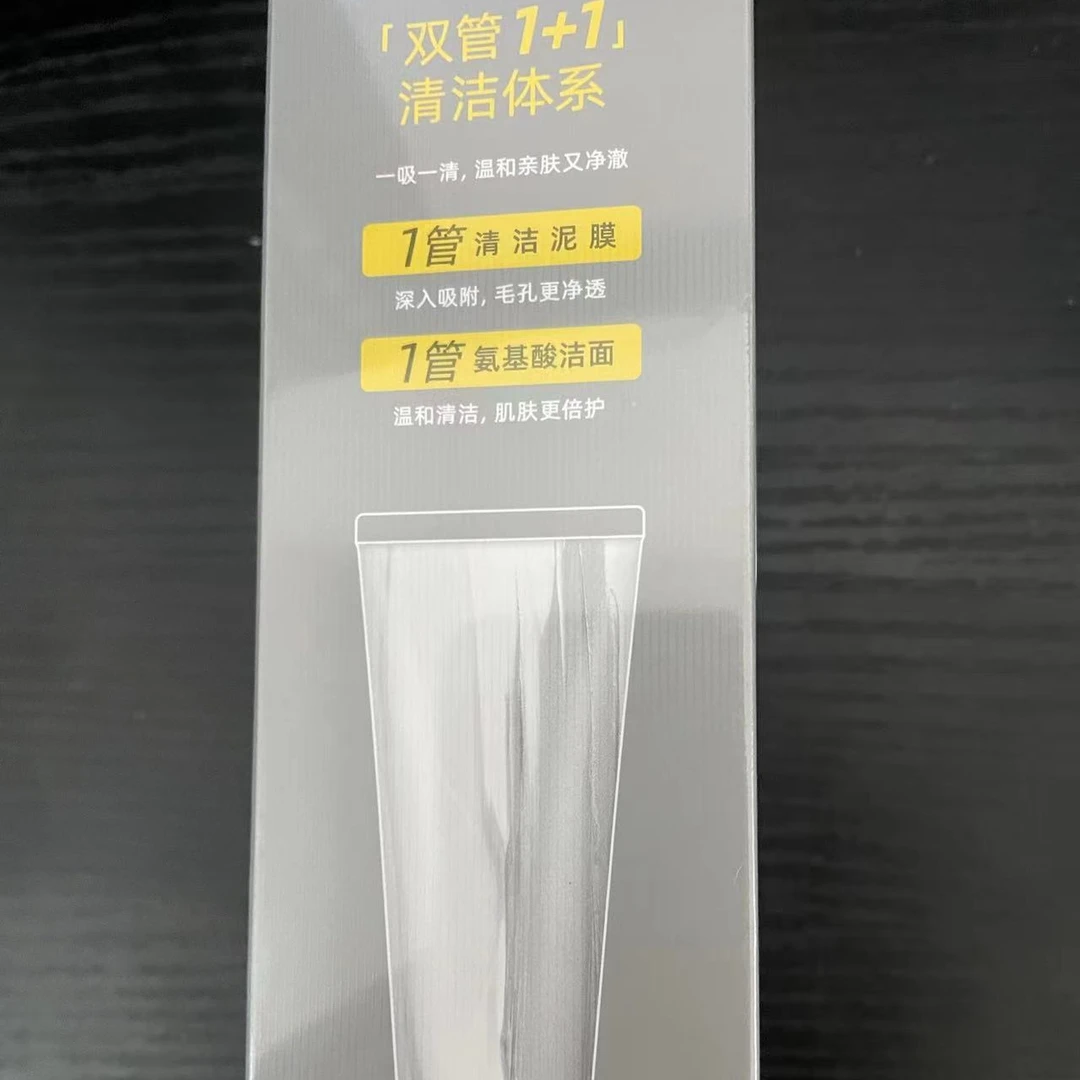 「双管1+1」
清洁体系
一吸一清,温和亲肤又净澈
1管 清洁泥膜
深入吸附,毛孔更净透
1管 氨基酸洁面
温和清洁,肌肤更倍护